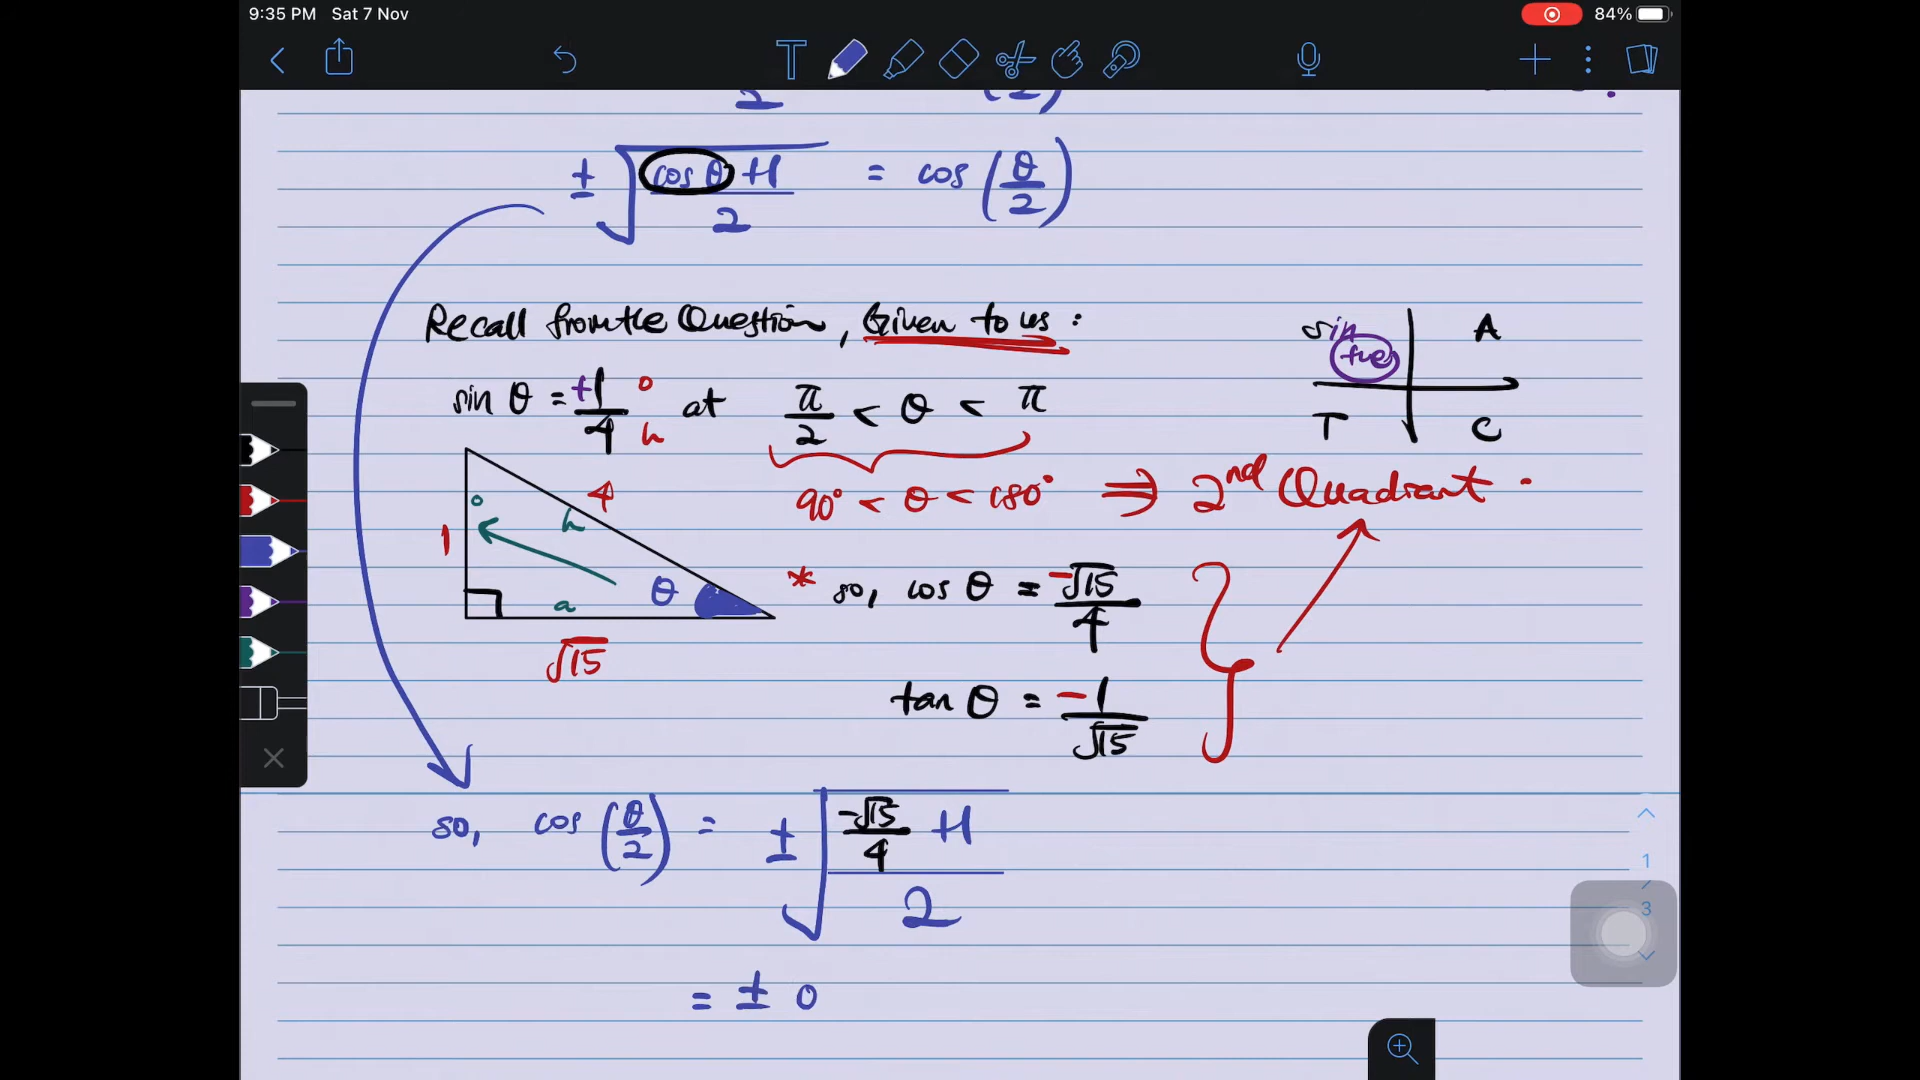 9:35 PM Sat 7 Nov
84%
T
2
(2)
± √((cos θ +1)/2) = cos (θ/2)
Recall from the Question, Given to us :
sin θ = +1/4 o h at π/2 < θ < π
sin +ve A
T C
90° < θ < 180° ⇒ 2nd Quadrant .
1 o 4 h a θ √15
* so, cos θ = -√15/4
tan θ = -1/√15
so, cos (θ/2) = ± √((-√15/4 +1)/2)
= ± 0
1
/
3